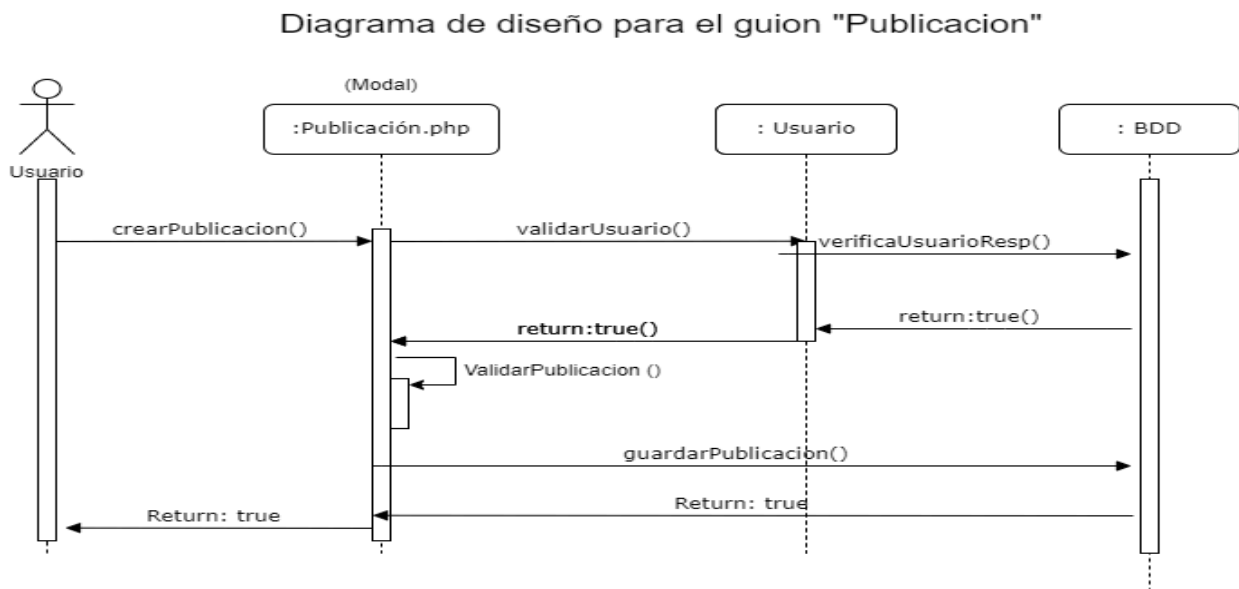 Diagrama de diseño para el guion "Publicacion"
(Modal)
:Publicación.php
: Usuario
: BDD
Usuario
crearPublicacion()
validarUsuario()
verificaUsuarioResp()
return:true()
return:true()
ValidarPublicacion ()
guardarPublicacion()
Return: true
Return: true